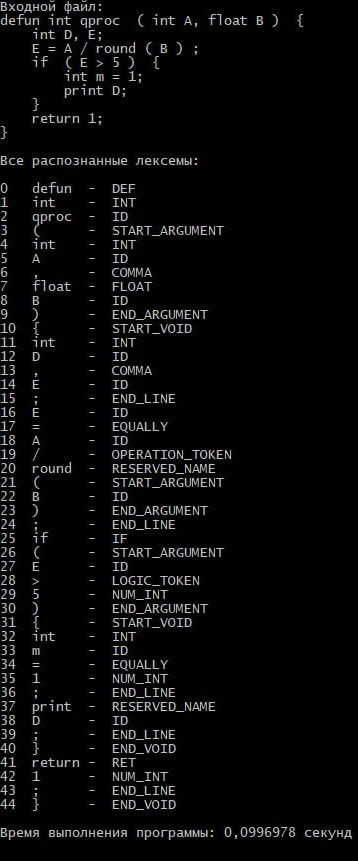 Входной файл:
defun int qproc  ( int A, float B )  {
    int D, E;
    E = A / round ( B ) ;
    if  ( E > 5 )  {
        int m = 1;
        print D;
    }
    return 1;
}

Все распознанные лексемы:

0   defun  -  DEF
1   int    -  INT
2   qproc  -  ID
3   (      -  START_ARGUMENT
4   int    -  INT
5   A      -  ID
6   ,      -  COMMA
7   float  -  FLOAT
8   B      -  ID
9   )      -  END_ARGUMENT
10  {      -  START_VOID
11  int    -  INT
12  D      -  ID
13  ,      -  COMMA
14  E      -  ID
15  ;      -  END_LINE
16  E      -  ID
17  =      -  EQUALLY
18  A      -  ID
19  /      -  OPERATION_TOKEN
20  round  -  RESERVED_NAME
21  (      -  START_ARGUMENT
22  B      -  ID
23  )      -  END_ARGUMENT
24  ;      -  END_LINE
25  if     -  IF
26  (      -  START_ARGUMENT
27  E      -  ID
28  >      -  LOGIC_TOKEN
29  5      -  NUM_INT
30  )      -  END_ARGUMENT
31  {      -  START_VOID
32  int    -  INT
33  m      -  ID
34  =      -  EQUALLY
35  1      -  NUM_INT
36  ;      -  END_LINE
37  print  -  RESERVED_NAME
38  D      -  ID
39  ;      -  END_LINE
40  }      -  END_VOID
41  return -  RET
42  1      -  NUM_INT
43  ;      -  END_LINE
44  }      -  END_VOID

Время выполнения программы: 0,0996978 секунд